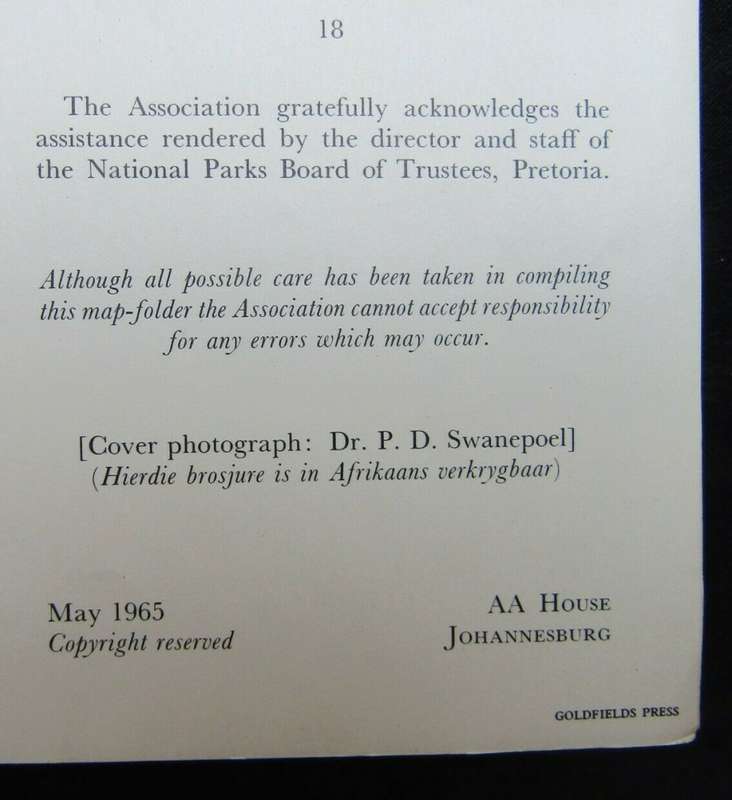 18
The Association gratefully acknowledges the
assistance rendered by the director and staff of
the National Parks Board of Trustees, Pretoria.
Although all possible care has been taken in compiling
this map-folder the Association cannot accept responsibility
for any errors which may occur.
[Cover photograph: Dr. P. D. Swanepoel]
(Hierdie brosjure is in Afrikaans verkrygbaar)
May 1965
Copyright reserved
AA HOUSE
JOHANNESBURG
GOLDFIELDS PRESS